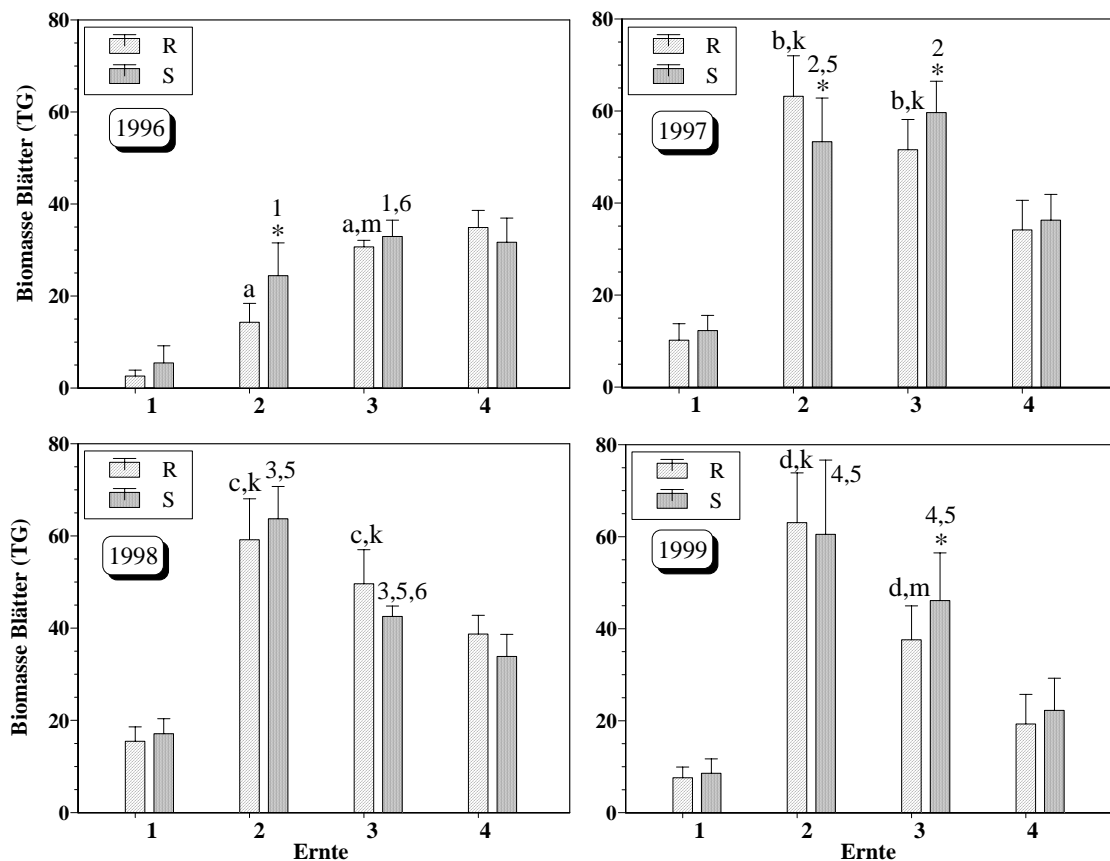 Biomasse Blätter (TG)
80
60
40
20
0
R
S
1996
a
1
*
a,m
1,6
1 2 3 4
80
60
40
20
0
R
S
1997
b,k
2,5
*
b,k
2
*
1 2 3 4
Biomasse Blätter (TG)
80
60
40
20
0
R
S
1998
c,k
3,5
c,k
3,5,6
1 2 3 4
Ernte
80
60
40
20
0
R
S
1999
d,k
4,5
d,m
4,5
*
1 2 3 4
Ernte